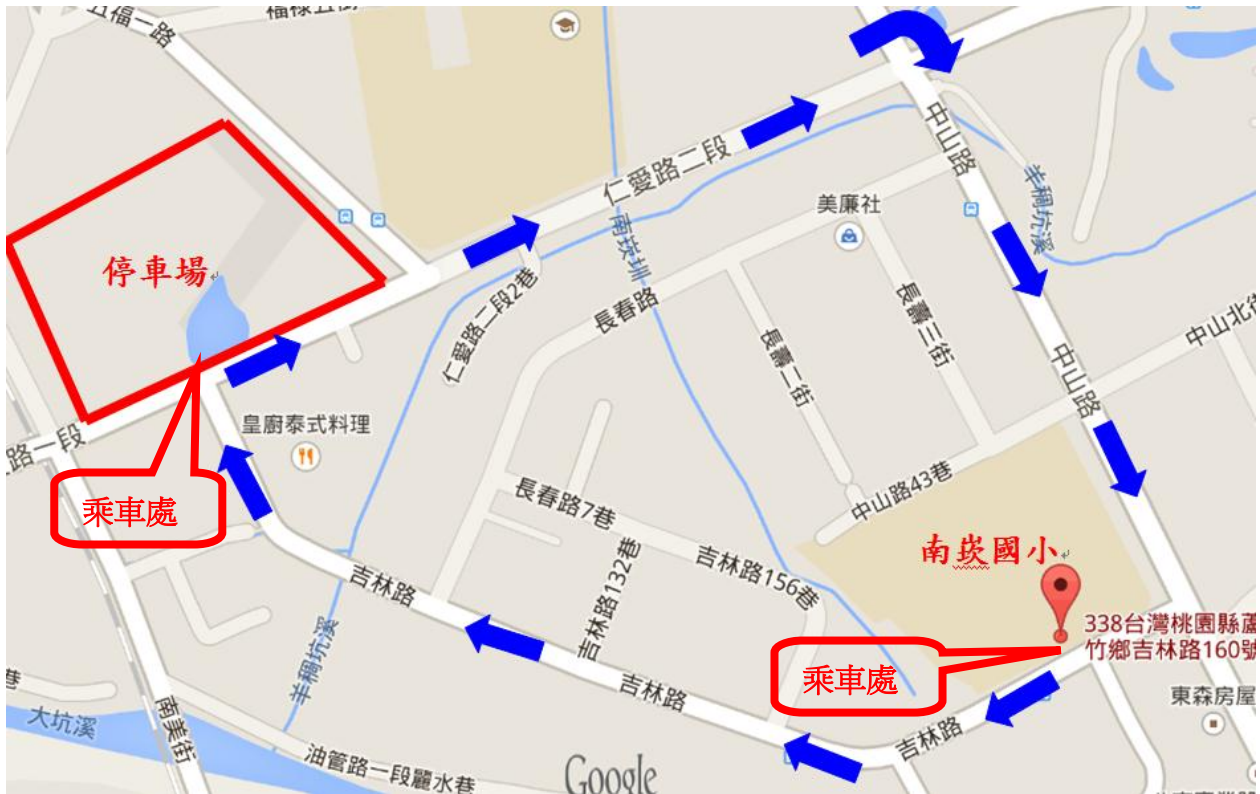 五福一路
福祿五街
中山路
仁愛路二段
羊稠坑溪
美廉社
南崁圳
停車場
長春路
長壽三街
仁愛路二段2巷
中山北街
長壽二街
中山路
皇廚泰式料理
路一段
乘車處
長春路7巷
中山路43巷
南崁國小
吉林路
吉林路132巷
吉林路156巷
338台灣桃園縣蘆
竹鄉吉林路160號
羊稠坑溪
乘車處
吉林路
東森房屋
巷
大坑溪
南美街
吉林路
油管路一段麗水巷
Google